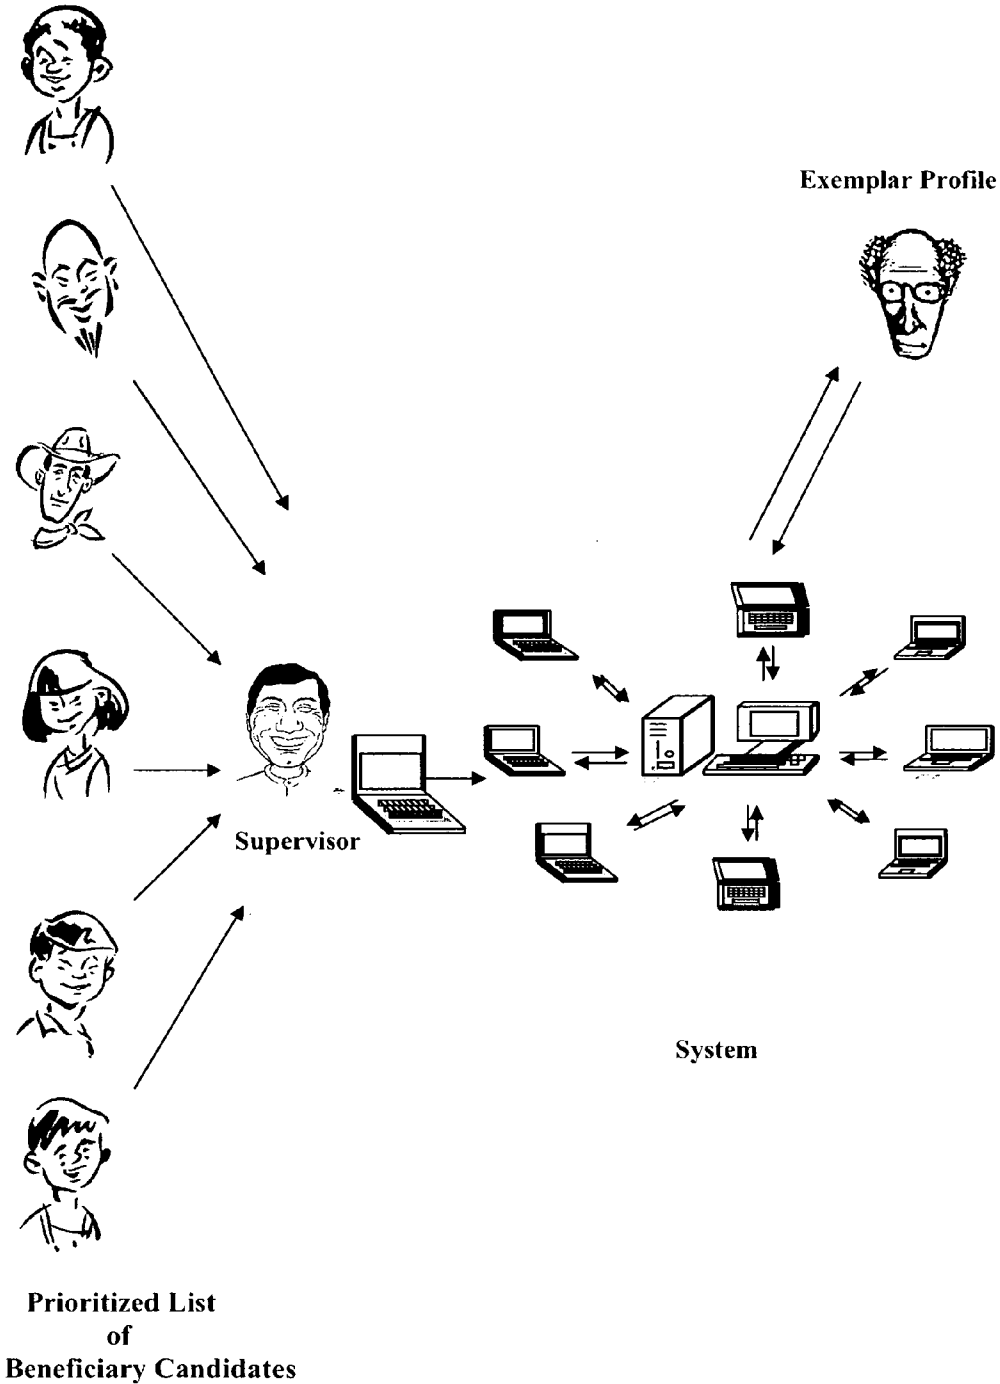 Exemplar Profile
Supervisor
System
Prioritized List
of
Beneficiary Candidates